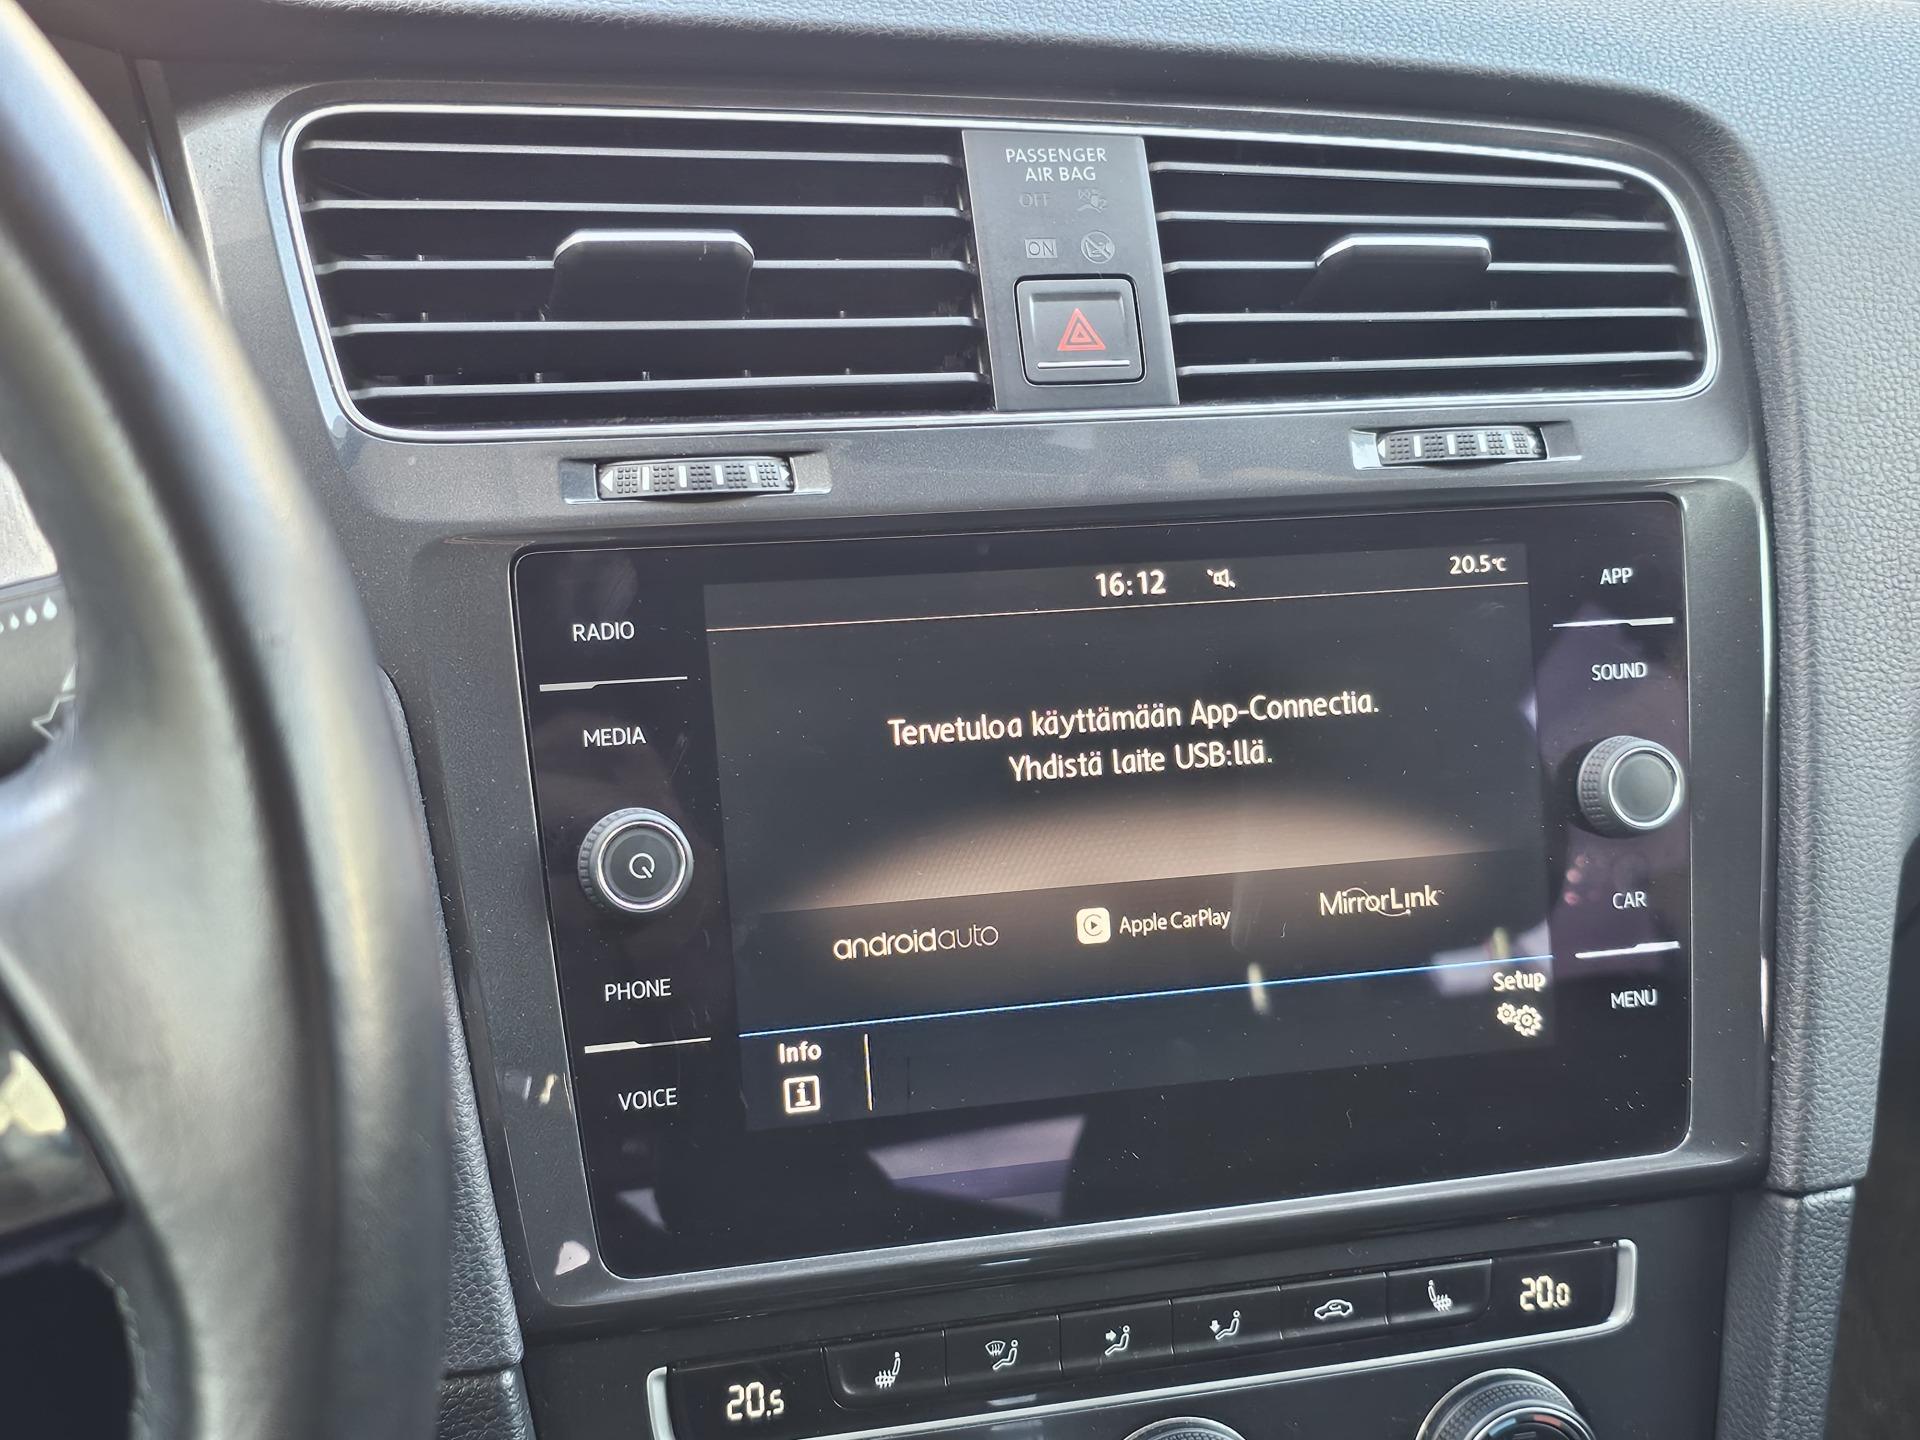 PASSENGER
AIR BAG
OFF
ON
16:12
20.5°C
RADIO
MEDIA
PHONE
VOICE
APP
SOUND
CAR
MENU
Tervetuloa käyttämään App-Connectia.
Yhdistä laite USB:llä.
androidauto
Apple CarPlay
MirrorLink
Info
Setup
20.5
20.0